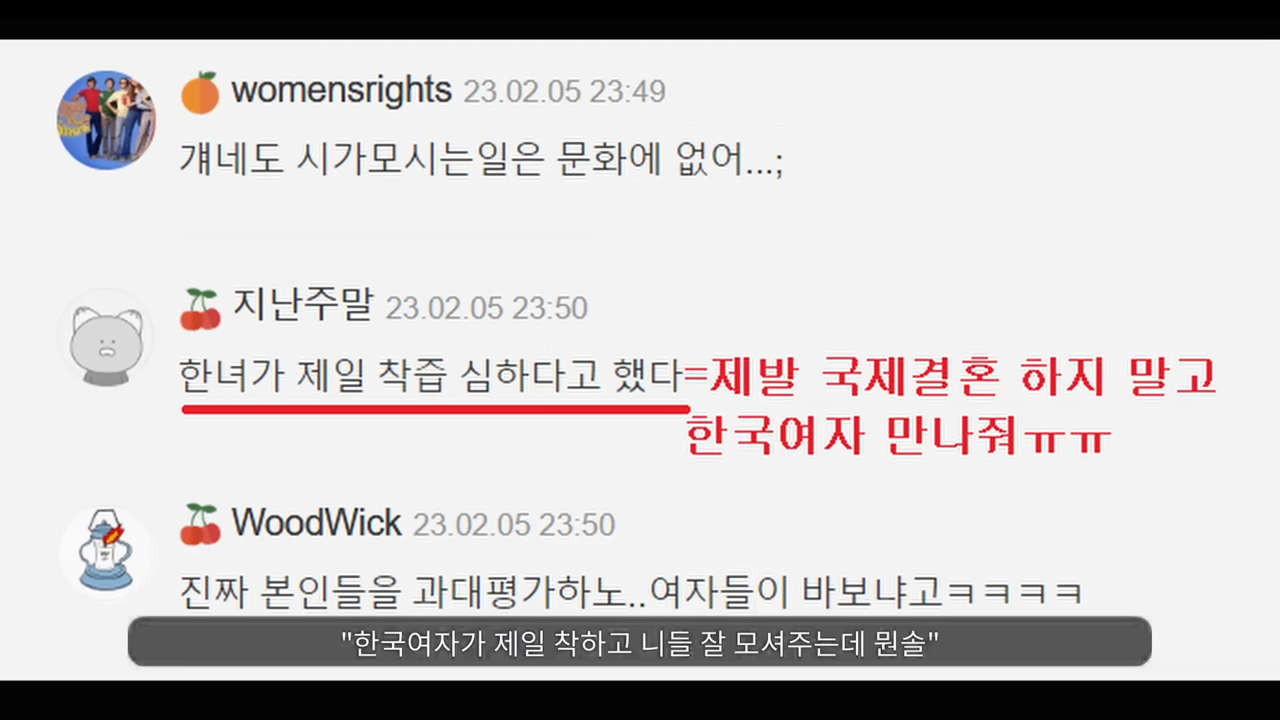 womensrights 23.02.05 23:49
걔네도 시가모시는일은 문화에 없어...;
지난주말 23.02.05 23:50
한녀가 제일 착즙 심하다고 했다=제발 국제결혼 하지 말고
한국여자 만나줘ㅠㅠ
WoodWick 23.02.05 23:50
진짜 본인들을 과대평가하노..여자들이 바보냐고ㅋㅋㅋㅋ
"한국여자가 제일 착하고 니들 잘 모셔주는데 뭔솔"